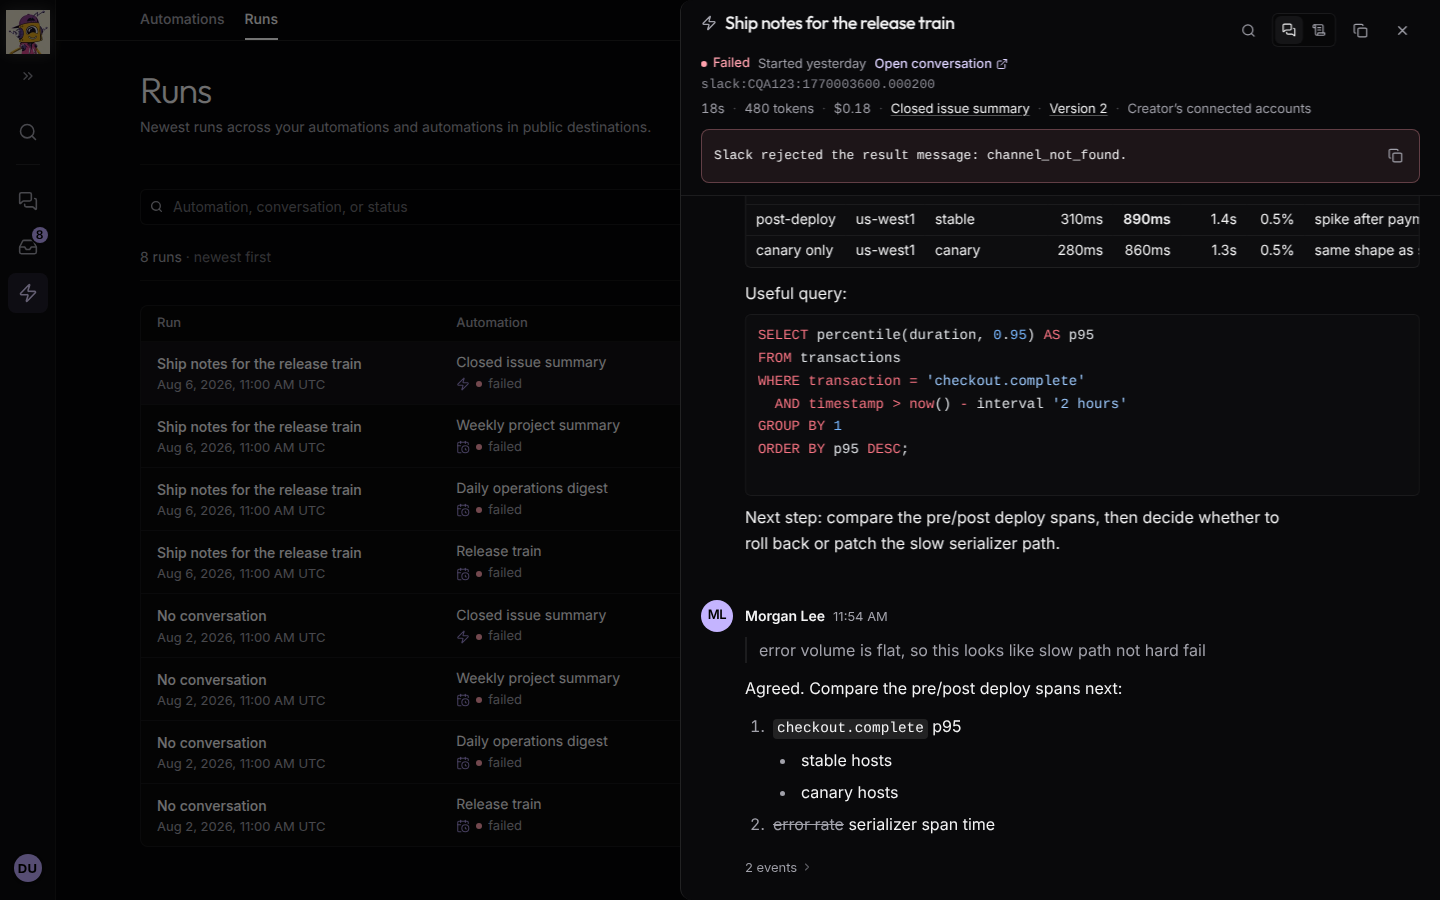 Automations Runs
Runs
Newest runs across your automations and automations in public destinations.
Automation, conversation, or status
8 runs · newest first
8
Run Automation
Ship notes for the release train Closed issue summary
Aug 6, 2026, 11:00 AM UTC failed
Ship notes for the release train Weekly project summary
Aug 6, 2026, 11:00 AM UTC failed
Ship notes for the release train Daily operations digest
Aug 6, 2026, 11:00 AM UTC failed
Ship notes for the release train Release train
Aug 6, 2026, 11:00 AM UTC failed
No conversation Closed issue summary
Aug 2, 2026, 11:00 AM UTC failed
No conversation Weekly project summary
Aug 2, 2026, 11:00 AM UTC failed
No conversation Daily operations digest
Aug 2, 2026, 11:00 AM UTC failed
No conversation Release train
Aug 2, 2026, 11:00 AM UTC failed
DU
Ship notes for the release train
Failed Started yesterday Open conversation
slack:CQA123:1770003600.000200
18s · 480 tokens · $0.18 · Closed issue summary · Version 2 · Creator's connected accounts
Slack rejected the result message: channel_not_found.
post-deploy us-west1 stable 310ms 890ms 1.4s 0.5% spike after paym
canary only us-west1 canary 280ms 860ms 1.3s 0.5% same shape as
Useful query:
SELECT percentile(duration, 0.95) AS p95
FROM transactions
WHERE transaction = 'checkout.complete'
AND timestamp > now() - interval '2 hours'
GROUP BY 1
ORDER BY p95 DESC;
Next step: compare the pre/post deploy spans, then decide whether to
roll back or patch the slow serializer path.
ML Morgan Lee 11:54 AM
error volume is flat, so this looks like slow path not hard fail
Agreed. Compare the pre/post deploy spans next:
1. checkout.complete p95
• stable hosts
• canary hosts
2. error rate serializer span time
2 events